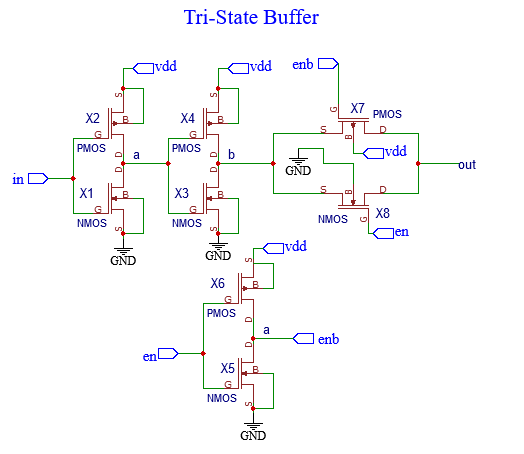 Tri-State Buffer
vdd
vdd
enb
S
S
X2
B
X4
B
G
X7
PMOS
G
G
S
D
PMOS
D
a
PMOS
D
b
B
vdd
GND
out
in
D
D
S
D
X1
B
X3
B
B
G
G
NMOS
X8
NMOS
S
NMOS
S
G
en
GND
GND
vdd
S
X6
B
G
PMOS
D
a
enb
en
D
X5
B
G
NMOS
S
GND